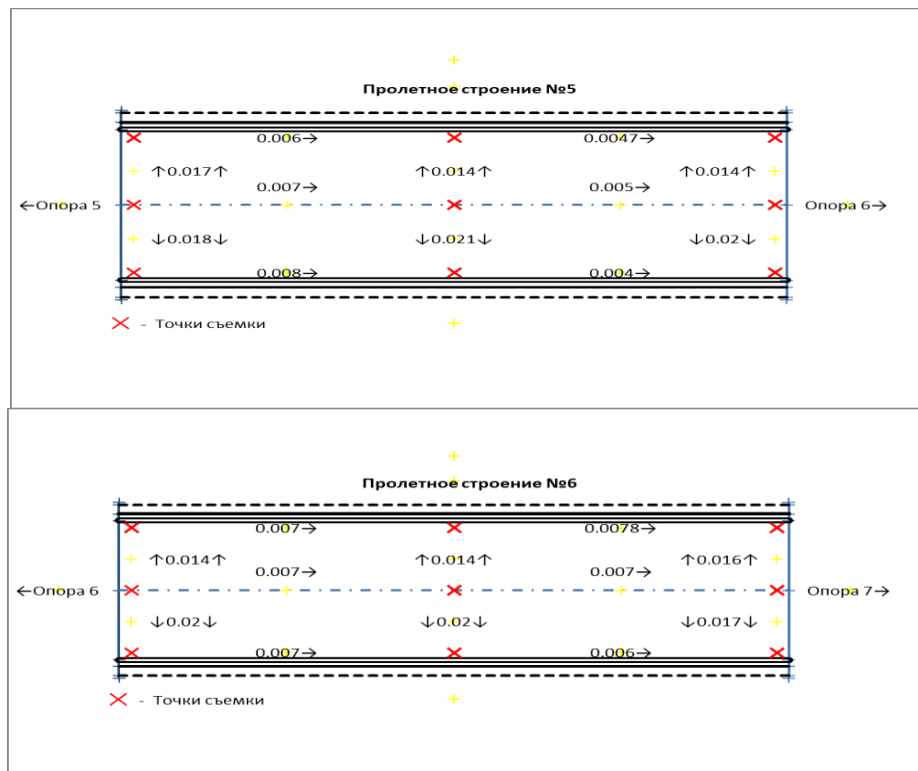 Пролетное строение №5
0.006→ 0.0047→
↑0.017↑ ↑0.014↑ ↑0.014↑
0.007→ 0.005→
←Опора 5 Опора 6→
↓0.018↓ ↓0.021↓ ↓0.02↓
0.008→ 0.004→
- Точки съемки
Пролетное строение №6
0.007→ 0.0078→
↑0.014↑ ↑0.014↑ ↑0.016↑
0.007→ 0.007→
←Опора 6 Опора 7→
↓0.02↓ ↓0.02↓ ↓0.017↓
0.007→ 0.006→
- Точки съемки